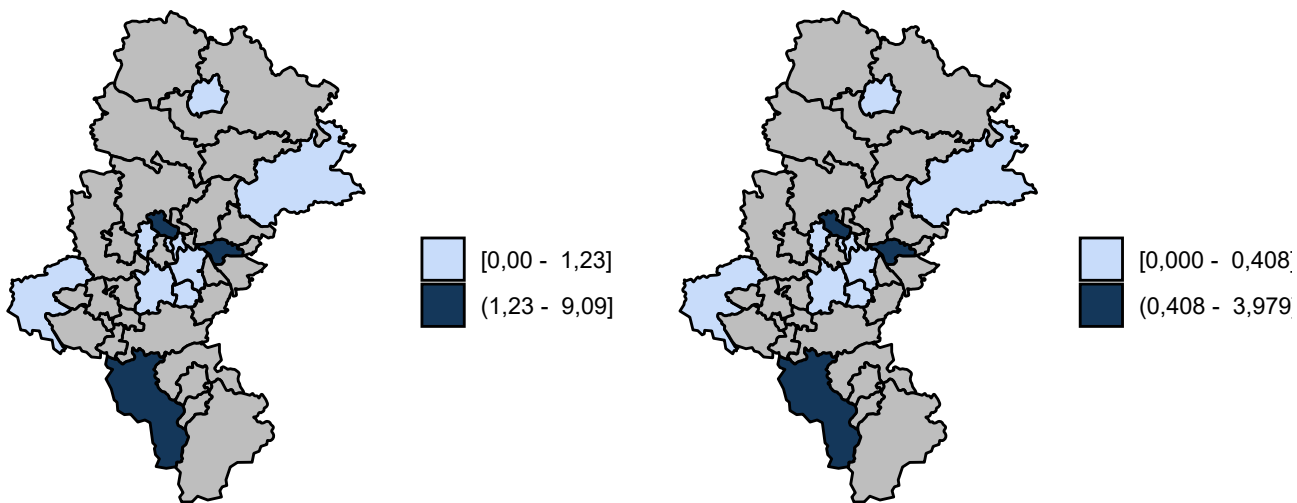 [0,00 - 1,23]
(1,23 - 9,09]
[0,000 - 0,408]
(0,408 - 3,979]